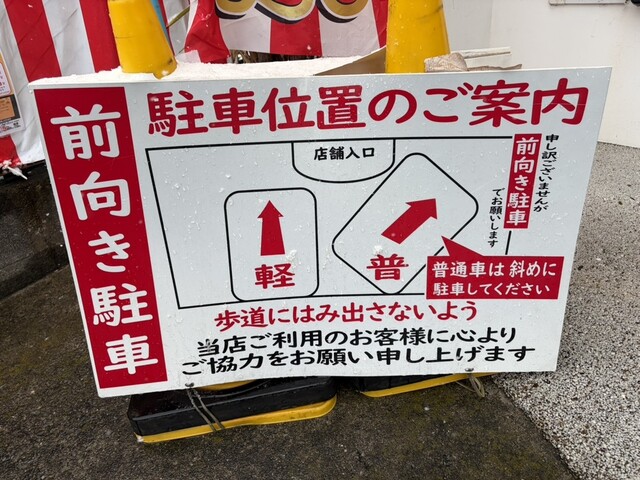 駐車位置のご案内
前向き駐車
店舗入口
申し訳ございませんが
前向き駐車
でお願いします
軽
普
普通車は 斜めに
駐車してください
歩道にはみ出さないよう
当店ご利用のお客様に心より
ご協力をお願い申し上げます